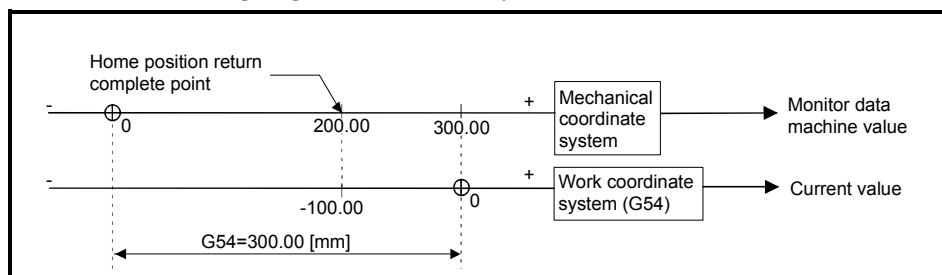 Home position return
complete point
-
0
200.00
300.00
+
Mechanical
coordinate
system
Monitor data
machine value
-
-100.00
0
+
Work coordinate
system (G54)
Current value
G54=300.00 [mm]